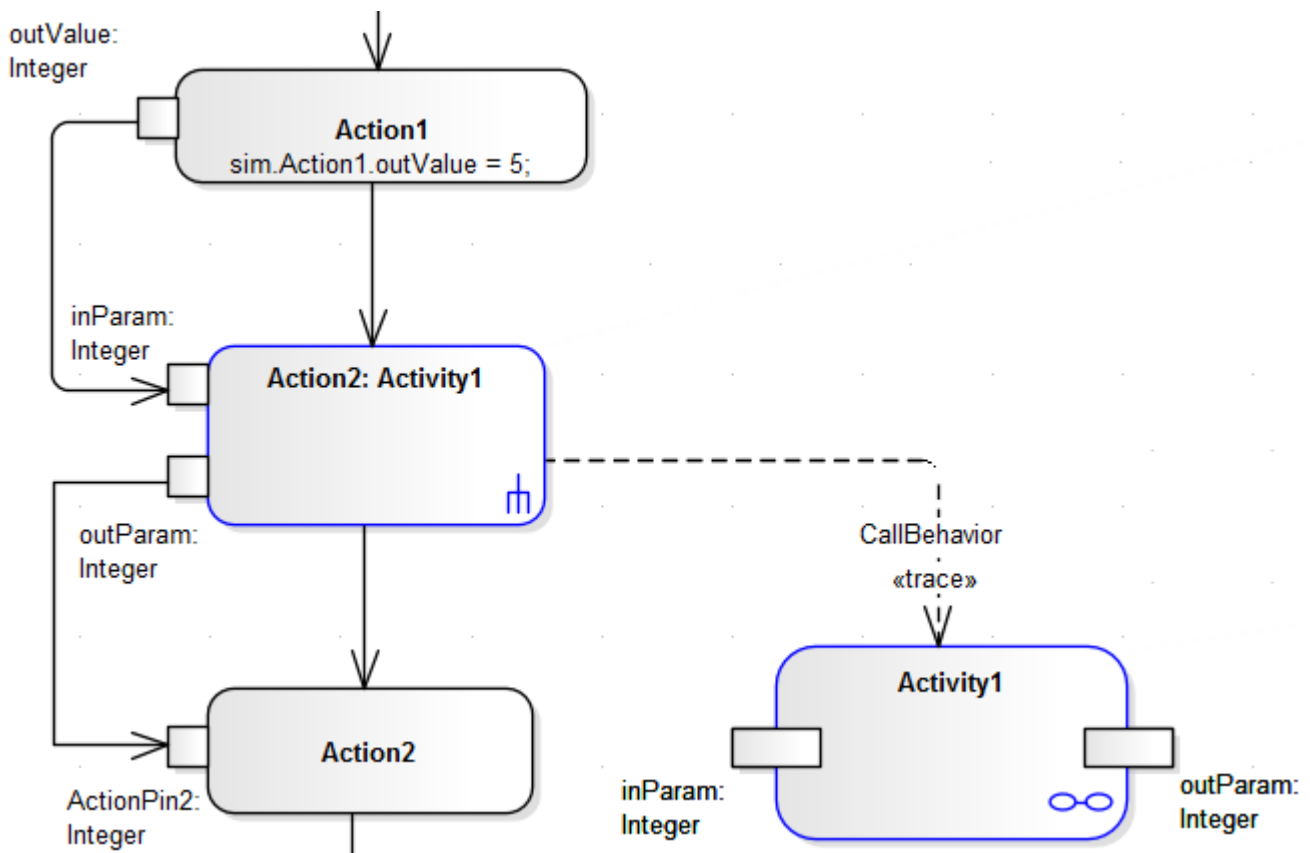 outValue:
Integer
Action1
sim.Action1.outValue = 5;
inParam:
Integer
Action2: Activity1
outParam:
Integer
CallBehavior
«trace»
Activity1
Action2
ActionPin2:
Integer
inParam:
Integer
outParam:
Integer